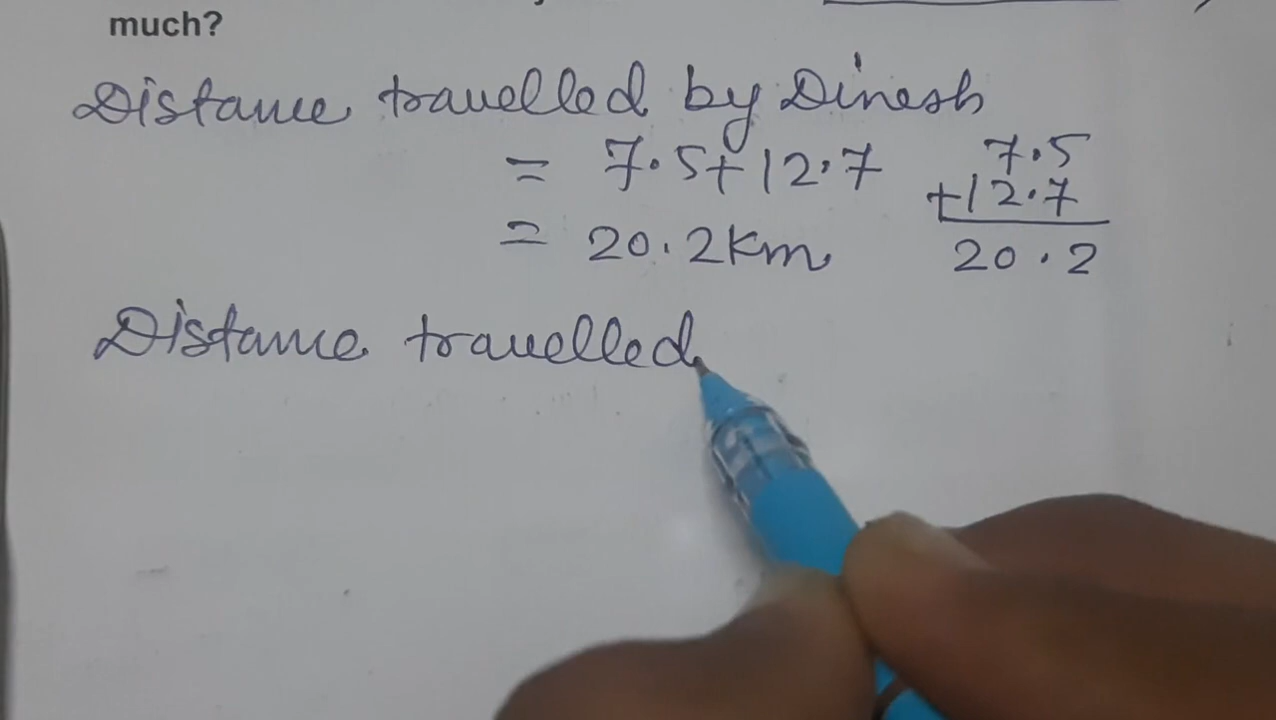 much?
Distance travelled by Dinesh
= 7.5+12.7 7.5
+12.7
= 20.2km 20.2
Distance travelled